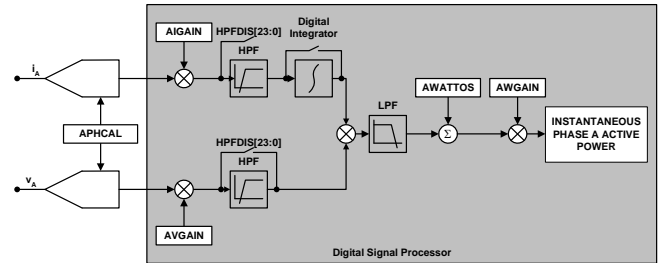 Digital
Integrator
AIGAIN
HPFDIS[23:0]
HPF
iA
APHCAL
LPF
AWATTOS
AWGAIN
Σ
INSTANTANEOUS
PHASE A ACTIVE
POWER
HPFDIS[23:0]
HPF
vA
AVGAIN
Digital Signal Processor